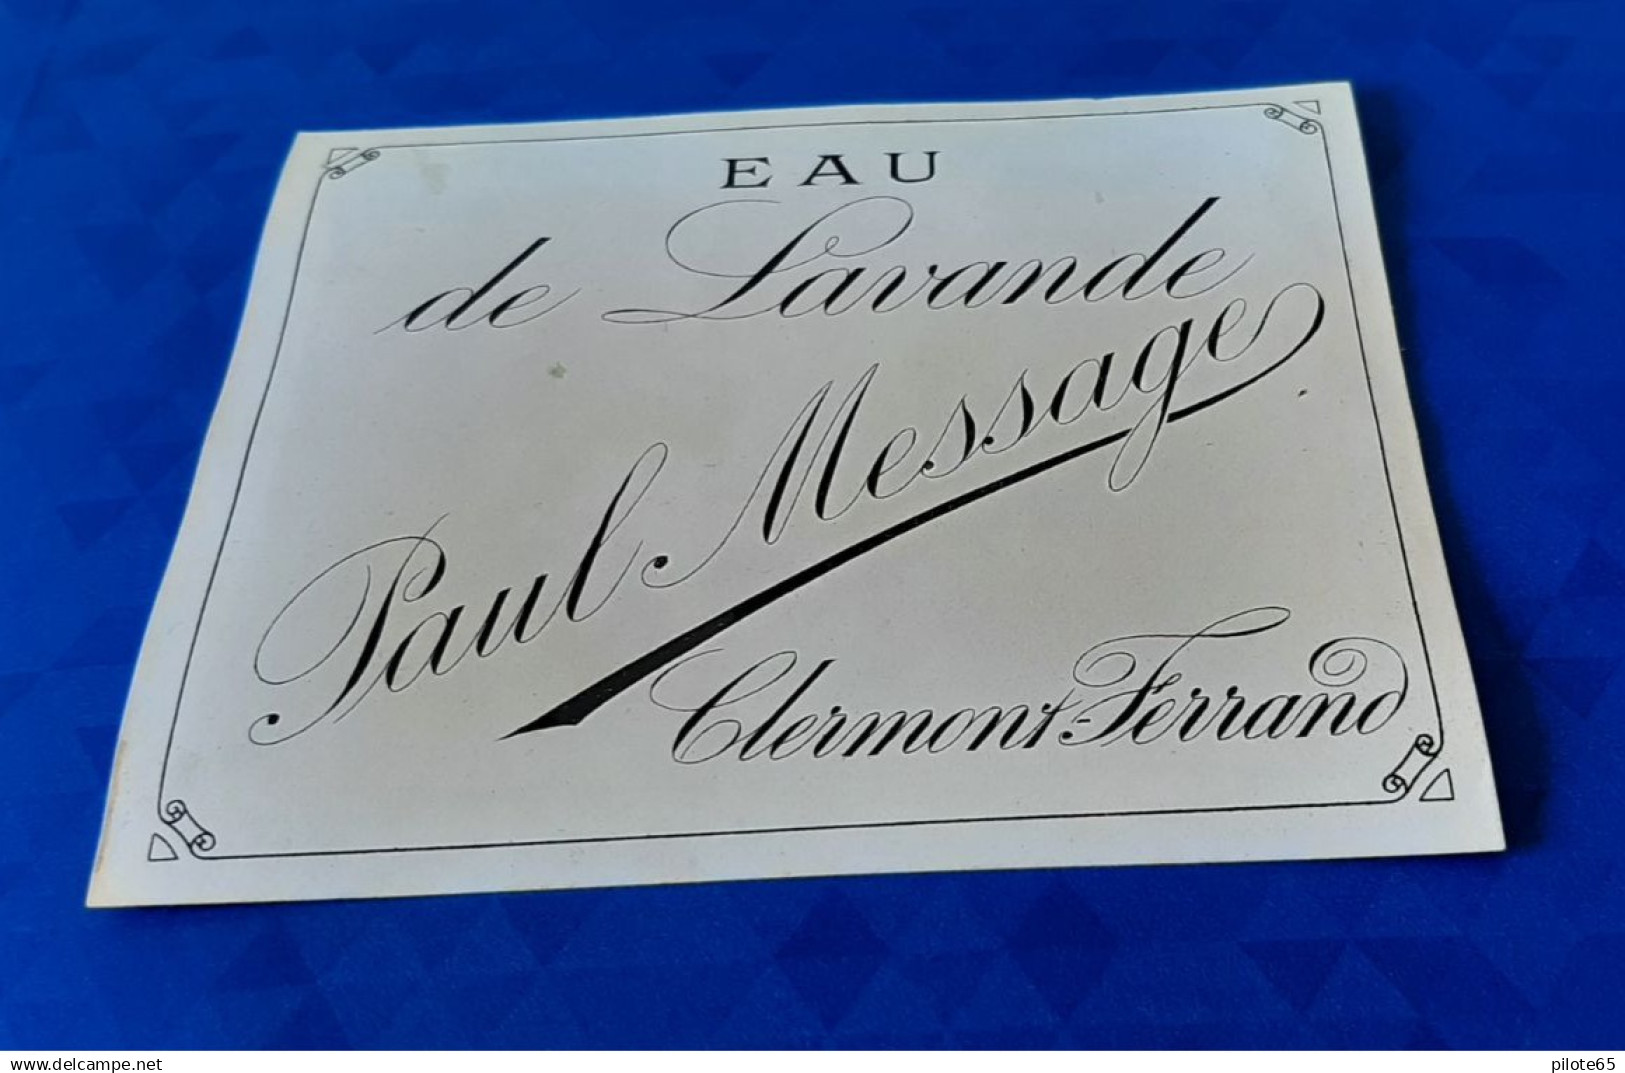 EAU
de Lavande
Paul Message
Clermont-Ferrand
www.delcampe.net
pilote65